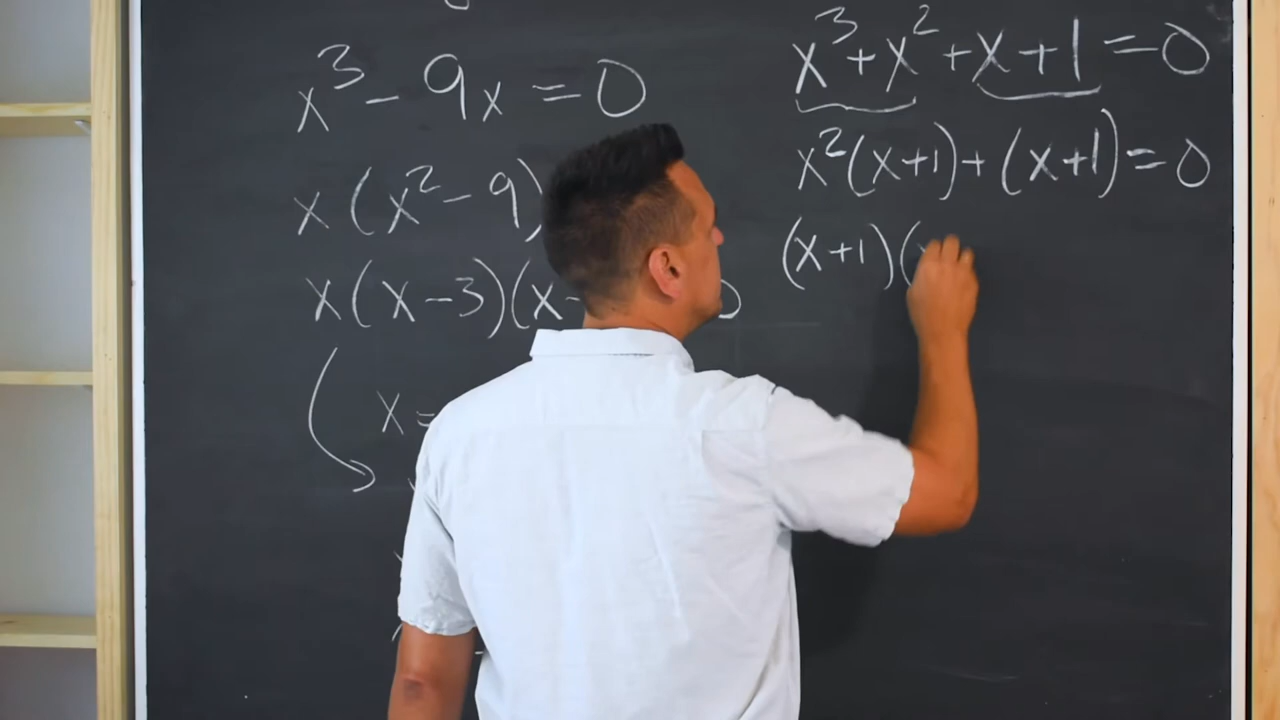 x³ - 9x = 0
x(x² - 9)
x(x - 3)(x -
x =
x³ + x² + x + 1 = 0
x²(x+1) + (x+1) = 0
(x+1)(